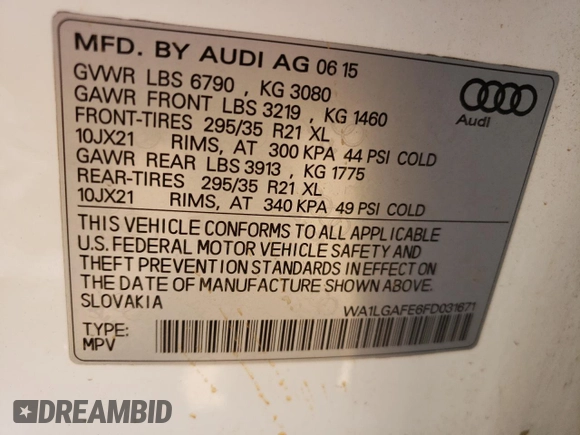 MFD. BY AUDI AG 06 15
GVWR LBS 6790 , KG 3080
GAWR FRONT LBS 3219 , KG 1460
FRONT-TIRES 295/35 R21 XL
10JX21 RIMS, AT 300 KPA 44 PSI COLD
GAWR REAR LBS 3913 , KG 1775
REAR-TIRES 295/35 R21 XL
10JX21 RIMS, AT 340 KPA 49 PSI COLD
Audi
THIS VEHICLE CONFORMS TO ALL APPLICABLE
U.S. FEDERAL MOTOR VEHICLE SAFETY AND
THEFT PREVENTION STANDARDS IN EFFECT ON
THE DATE OF MANUFACTURE SHOWN ABOVE.
SLOVAKIA
WA1LGAFE6FD031671
TYPE:
MPV
DREAMBID